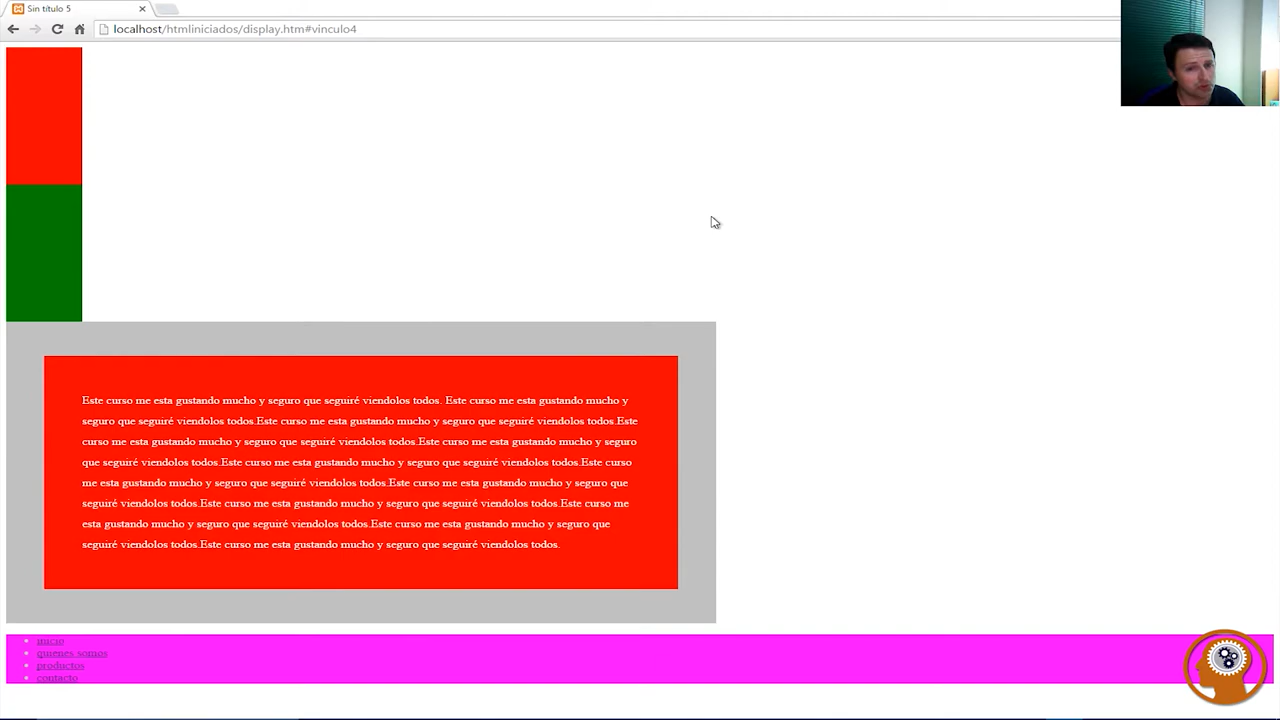 Sin título 5
localhost/htmliniciados/display.htm#vinculo4
Este curso me esta gustando mucho y seguro que seguiré viendolos todos. Este curso me esta gustando mucho y
seguro que seguiré viendolos todos.Este curso me esta gustando mucho y seguro que seguiré viendolos todos.Este
curso me esta gustando mucho y seguro que seguiré viendolos todos.Este curso me esta gustando mucho y seguro
que seguiré viendolos todos.Este curso me esta gustando mucho y seguro que seguiré viendolos todos.Este curso
me esta gustando mucho y seguro que seguiré viendolos todos.Este curso me esta gustando mucho y seguro que
seguiré viendolos todos.Este curso me esta gustando mucho y seguro que seguiré viendolos todos.Este curso me
esta gustando mucho y seguro que seguiré viendolos todos.Este curso me esta gustando mucho y seguro que
seguiré viendolos todos.Este curso me esta gustando mucho y seguro que seguiré viendolos todos.
inicio
quienes somos
productos
contacto